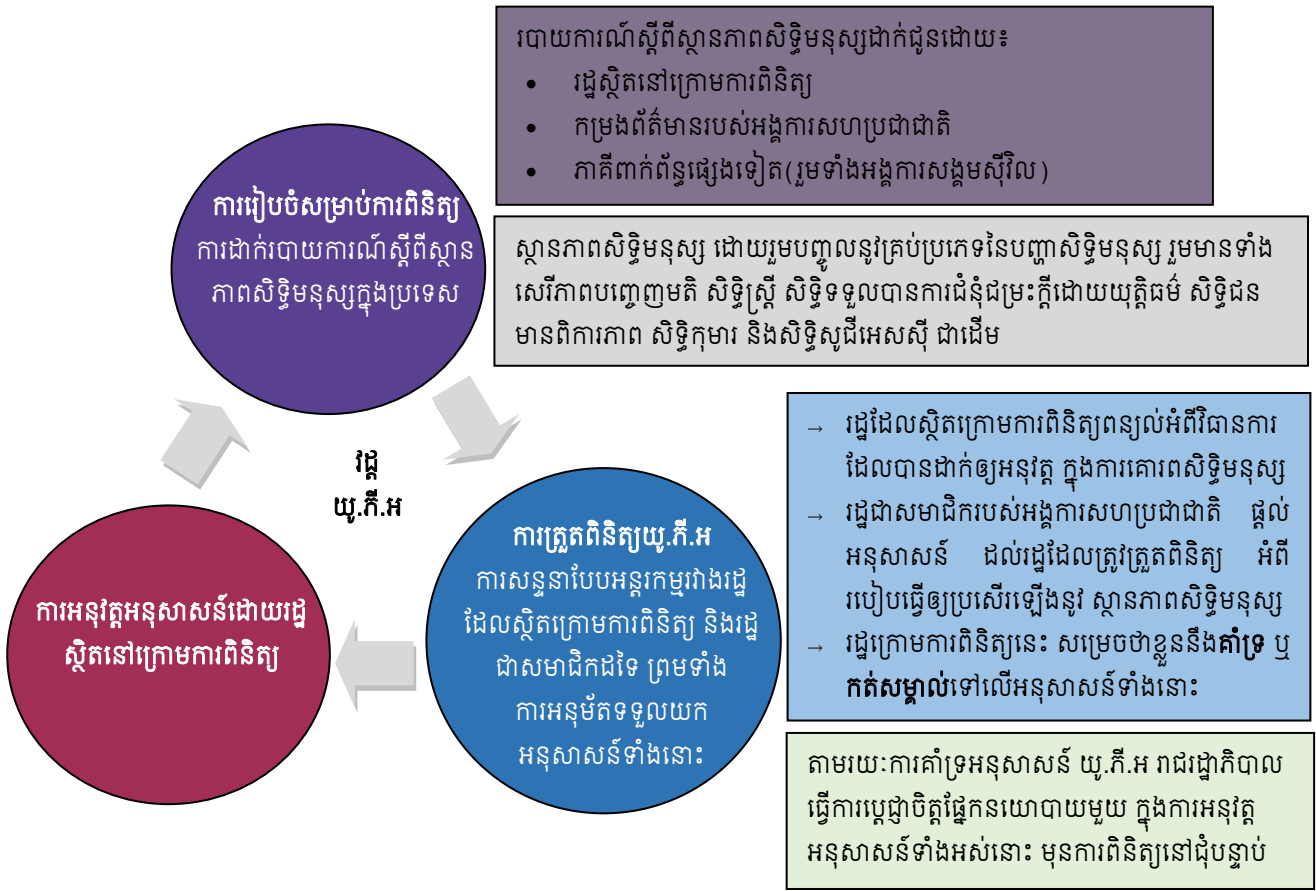 របាយការណ៍ស្តីពីស្ថានភាពសិទ្ធិមនុស្សដាក់ជូនដោយ៖
• រដ្ឋស្ថិតនៅក្រោមការពិនិត្យ
• កម្រងព័ត៌មានរបស់អង្គការសហប្រជាជាតិ
• ភាគីពាក់ព័ន្ធផ្សេងទៀត(រួមទាំងអង្គការសង្គមស៊ីវិល)
ការរៀបចំសម្រាប់ការពិនិត្យ
ការដាក់របាយការណ៍ស្តីពីស្ថាន
ភាពសិទ្ធិមនុស្សក្នុងប្រទេស
ស្ថានភាពសិទ្ធិមនុស្ស ដោយរួមបញ្ចូលនូវគ្រប់ប្រភេទនៃបញ្ហាសិទ្ធិមនុស្ស រួមមានទាំង
សេរីភាពបញ្ចេញមតិ សិទ្ធិស្ត្រី សិទ្ធិទទួលបានការជំនុំជម្រះក្តីដោយយុត្តិធម៌ សិទ្ធិជន
មានពិការភាព សិទ្ធិកុមារ និងសិទ្ធិសូជីអេសស៊ី ជាដើម
វដ្ត
យូ.ភី.អ
ការត្រួតពិនិត្យយូ.ភី.អ
ការសន្ទនាបែបអន្តរកម្មរវាងរដ្ឋ
ដែលស្ថិតក្រោមការពិនិត្យ និងរដ្ឋ
ជាសមាជិកដទៃ ព្រមទាំង
ការអនុម័តទទួលយក
អនុសាសន៍ទាំងនោះ
→ រដ្ឋដែលស្ថិតក្រោមការពិនិត្យពន្យល់អំពីវិធានការ
ដែលបានដាក់ឲ្យអនុវត្ត ក្នុងការគោរពសិទ្ធិមនុស្ស
→ រដ្ឋជាសមាជិករបស់អង្គការសហប្រជាជាតិ ផ្តល់
អនុសាសន៍ ដល់រដ្ឋដែលត្រូវត្រួតពិនិត្យ អំពី
របៀបធ្វើឲ្យប្រសើរឡើងនូវ ស្ថានភាពសិទ្ធិមនុស្ស
→ រដ្ឋក្រោមការពិនិត្យនេះ សម្រេចថាខ្លួននឹងគាំទ្រ ឬ
កត់សម្គាល់ទៅលើអនុសាសន៍ទាំងនោះ
ការអនុវត្តអនុសាសន៍ដោយរដ្ឋ
ស្ថិតនៅក្រោមការពិនិត្យ
តាមរយៈការគាំទ្រអនុសាសន៍ យូ.ភី.អ រាជរដ្ឋាភិបាល
ធ្វើការប្តេជ្ញាចិត្តផ្នែកនយោបាយមួយ ក្នុងការអនុវត្ត
អនុសាសន៍ទាំងអស់នោះ មុនការពិនិត្យនៅជុំបន្ទាប់